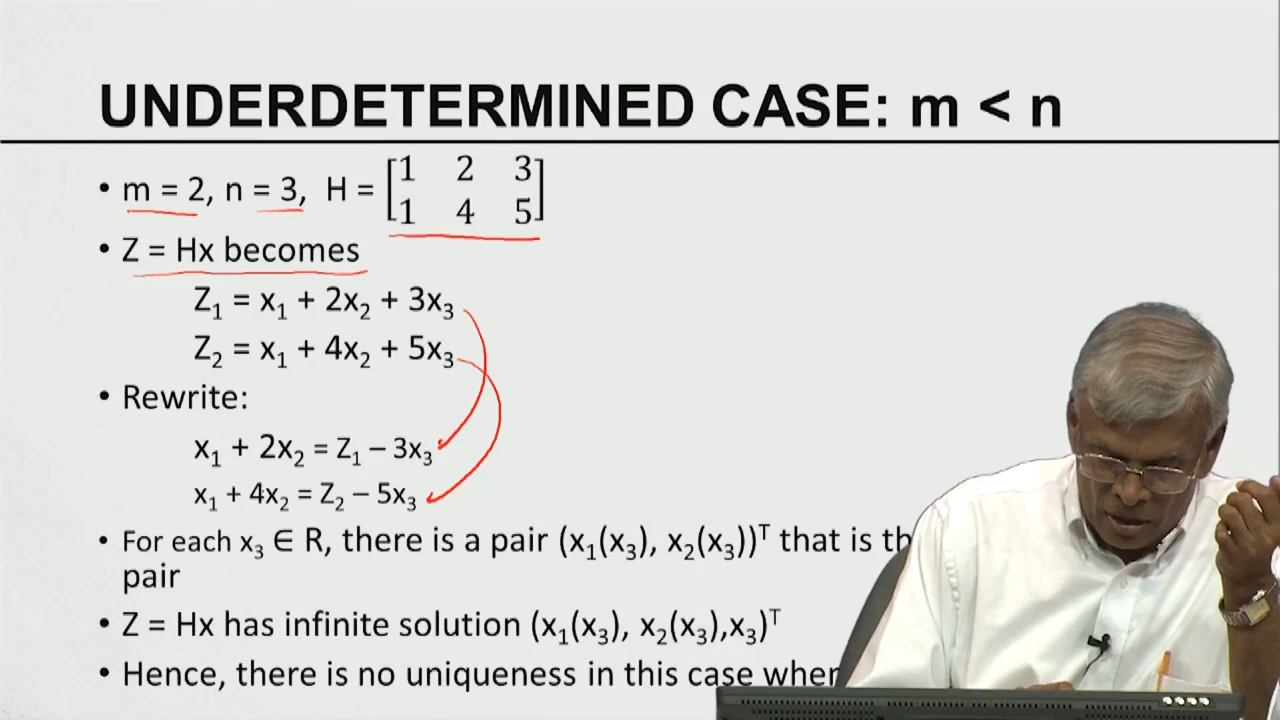 UNDERDETERMINED CASE: m < n
• m = 2, n = 3, H = [1 2 3
1 4 5]
• Z = Hx becomes
Z₁ = x₁ + 2x₂ + 3x₃
Z₂ = x₁ + 4x₂ + 5x₃
• Rewrite:
x₁ + 2x₂ = Z₁ – 3x₃
x₁ + 4x₂ = Z₂ – 5x₃
• For each x₃ ∈ R, there is a pair (x₁(x₃), x₂(x₃))ᵀ that is
pair
• Z = Hx has infinite solution (x₁(x₃), x₂(x₃),x₃)ᵀ
• Hence, there is no uniqueness in this case